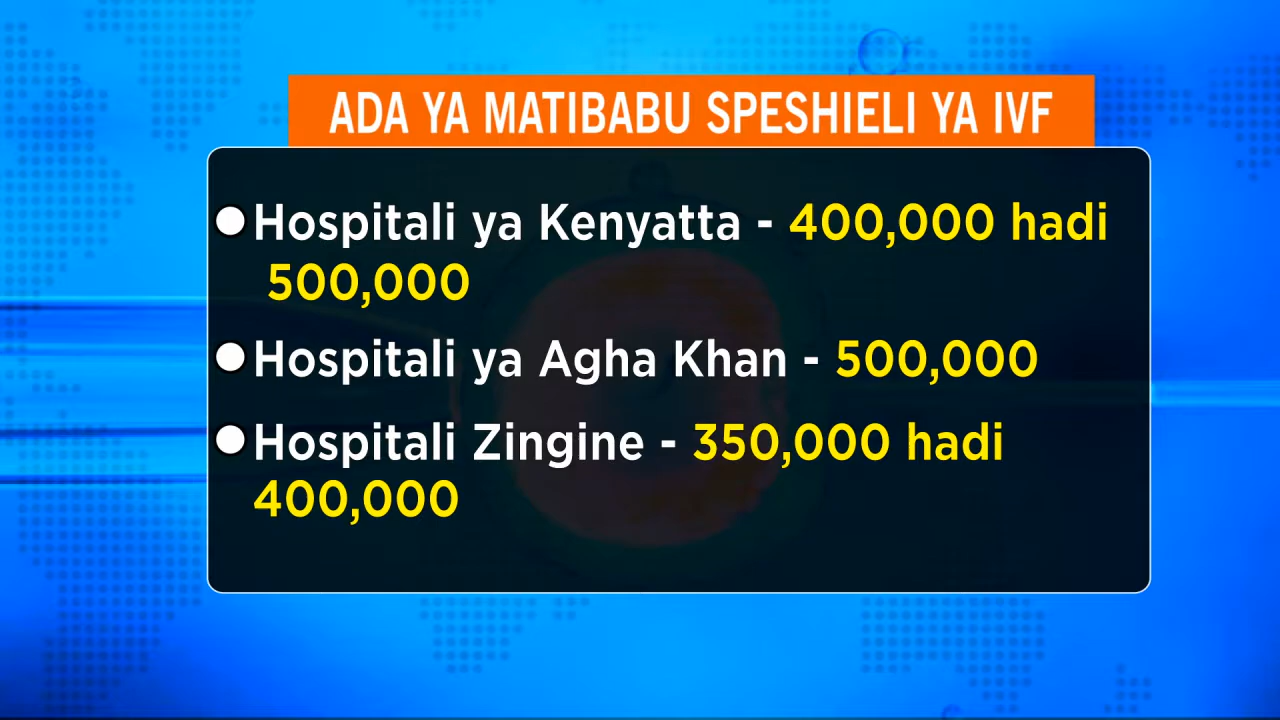 ADA YA MATIBABU SPESHIELI YA IVF
Hospitali ya Kenyatta - 400,000 hadi
500,000
Hospitali ya Agha Khan - 500,000
Hospitali Zingine - 350,000 hadi
400,000